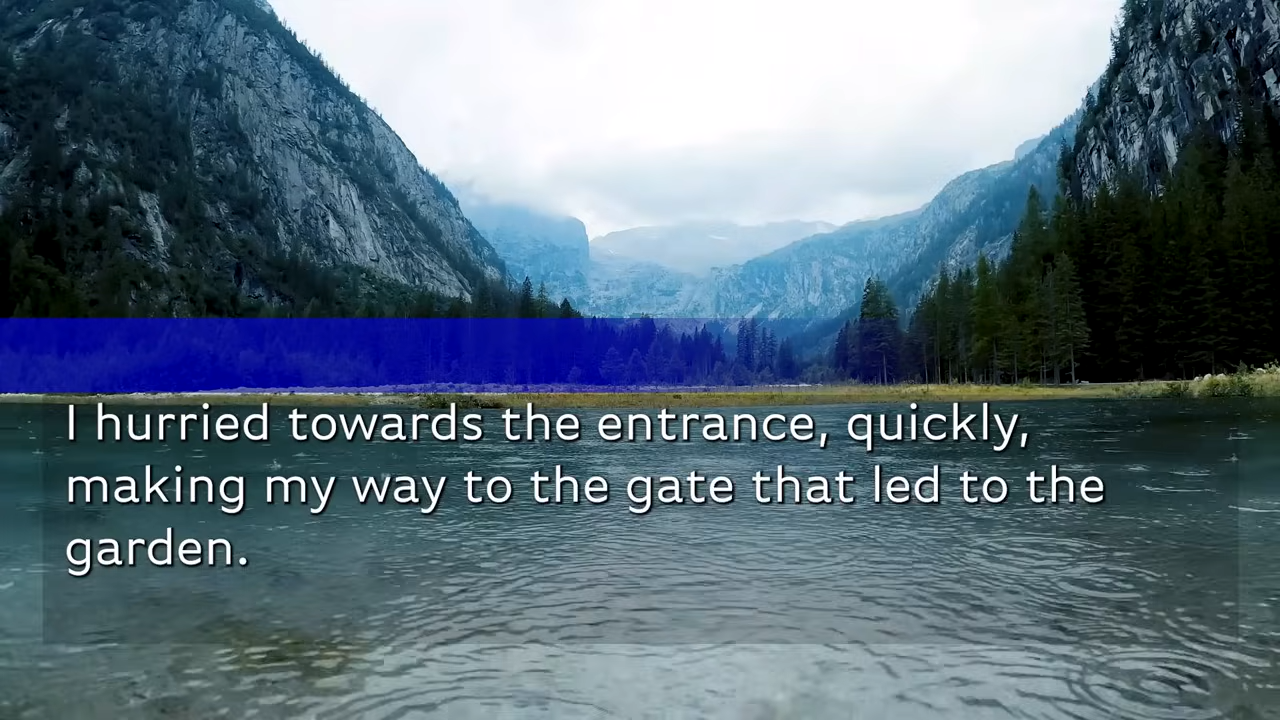 I hurried towards the entrance, quickly,
making my way to the gate that led to the
garden.